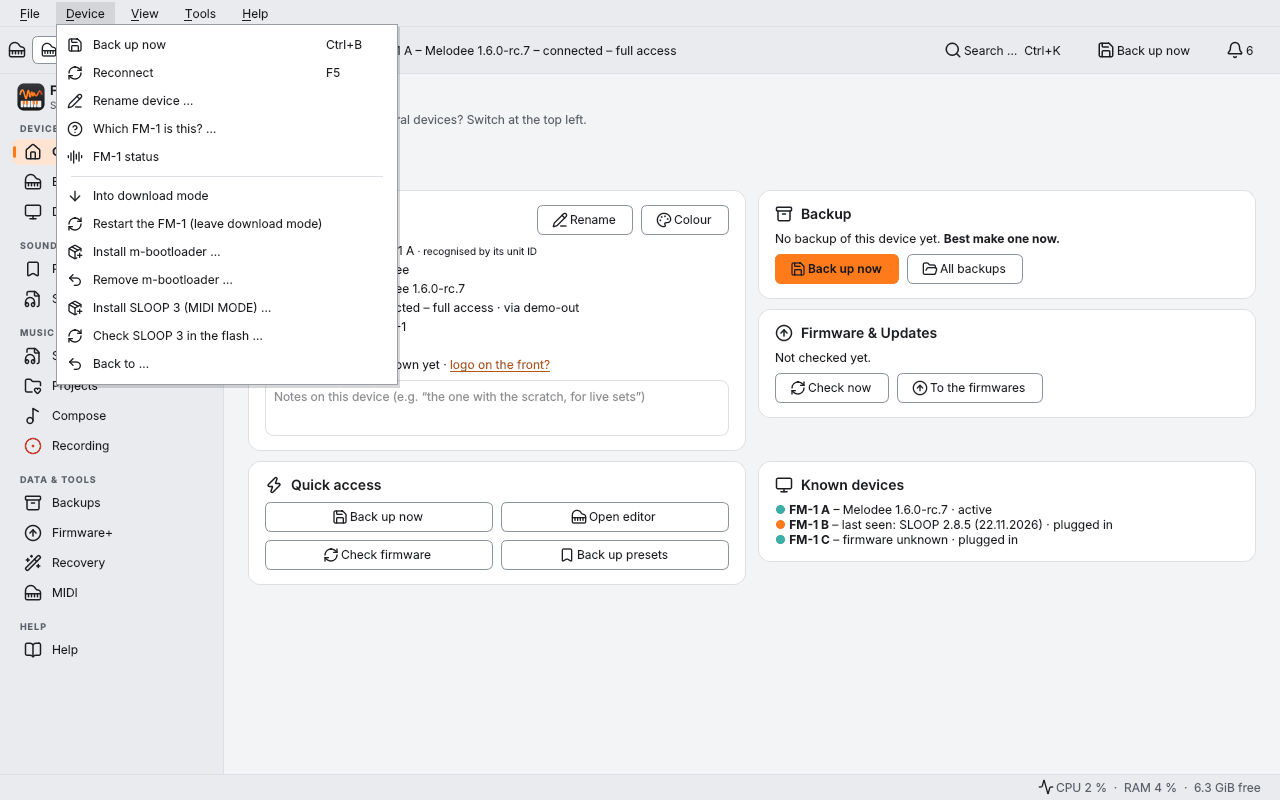 File
Device
View
Tools
Help
Back up now Ctrl+B
Reconnect F5
Rename device ...
Which FM-1 is this? ...
FM-1 status
Into download mode
Restart the FM-1 (leave download mode)
Install m-bootloader ...
Remove m-bootloader ...
Install SLOOP 3 (MIDI MODE) ...
Check SLOOP 3 in the flash ...
Back to ...
1 A – Melodee 1.6.0-rc.7 – connected – full access
Search ... Ctrl+K
Back up now
6
DEVICE
SOUND
MUSIC
Projects
Compose
Recording
DATA & TOOLS
Backups
Firmware+
Recovery
MIDI
HELP
Help
ral devices? Switch at the top left.
Rename
Colour
1 A · recognised by its unit ID
ee
ee 1.6.0-rc.7
cted – full access · via demo-out
-1
own yet · logo on the front?
Notes on this device (e.g. “the one with the scratch, for live sets”)
Backup
No backup of this device yet. Best make one now.
Back up now
All backups
Firmware & Updates
Not checked yet.
Check now
To the firmwares
Quick access
Back up now
Open editor
Check firmware
Back up presets
Known devices
FM-1 A – Melodee 1.6.0-rc.7 · active
FM-1 B – last seen: SLOOP 2.8.5 (22.11.2026) · plugged in
FM-1 C – firmware unknown · plugged in
CPU 2 % · RAM 4 % · 6.3 GiB free